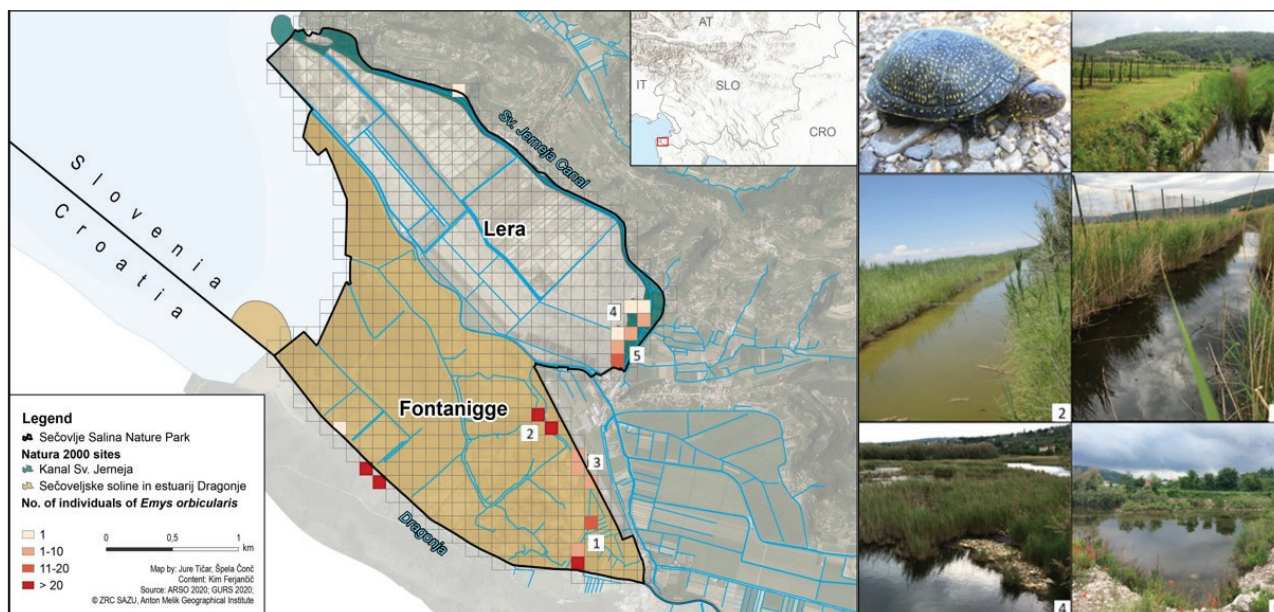 AT
IT
SLO
CRO
Sv. Jerneja Canal
Slovenia
Croatia
Lera
4
5
Fontanigge
2
3
1
Dragonja
Legend
Sečovlje Salina Nature Park
Natura 2000 sites
Kanal Sv. Jerneja
Sečoveljske soline in estuarij Dragonje
No. of individuals of Emys orbicularis
1
1-10
11-20
> 20
0 0,5 1
km
Map by: Jure Tičar, Špela Čonč
Content: Kim Ferjančič
Source: ARSO 2020; GURS 2020;
© ZRC SAZU, Anton Melik Geographical Institute
2
4